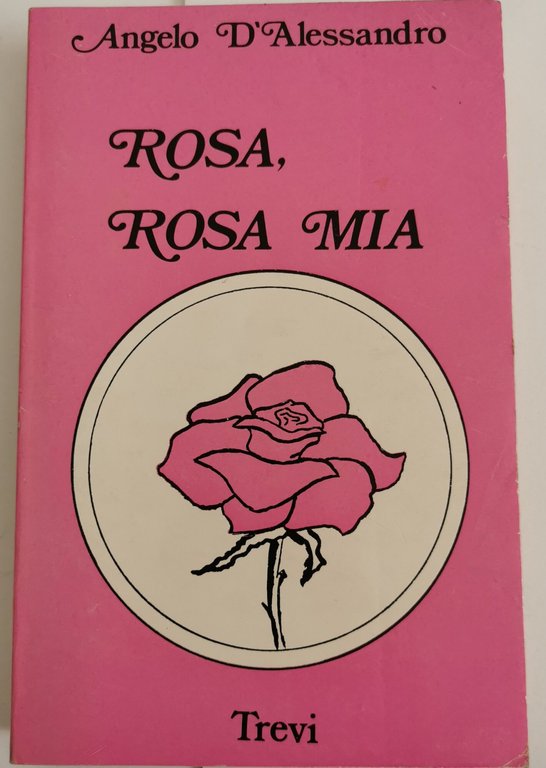 Angelo D'Alessandro
ROSA,
ROSA MIA
Trevi